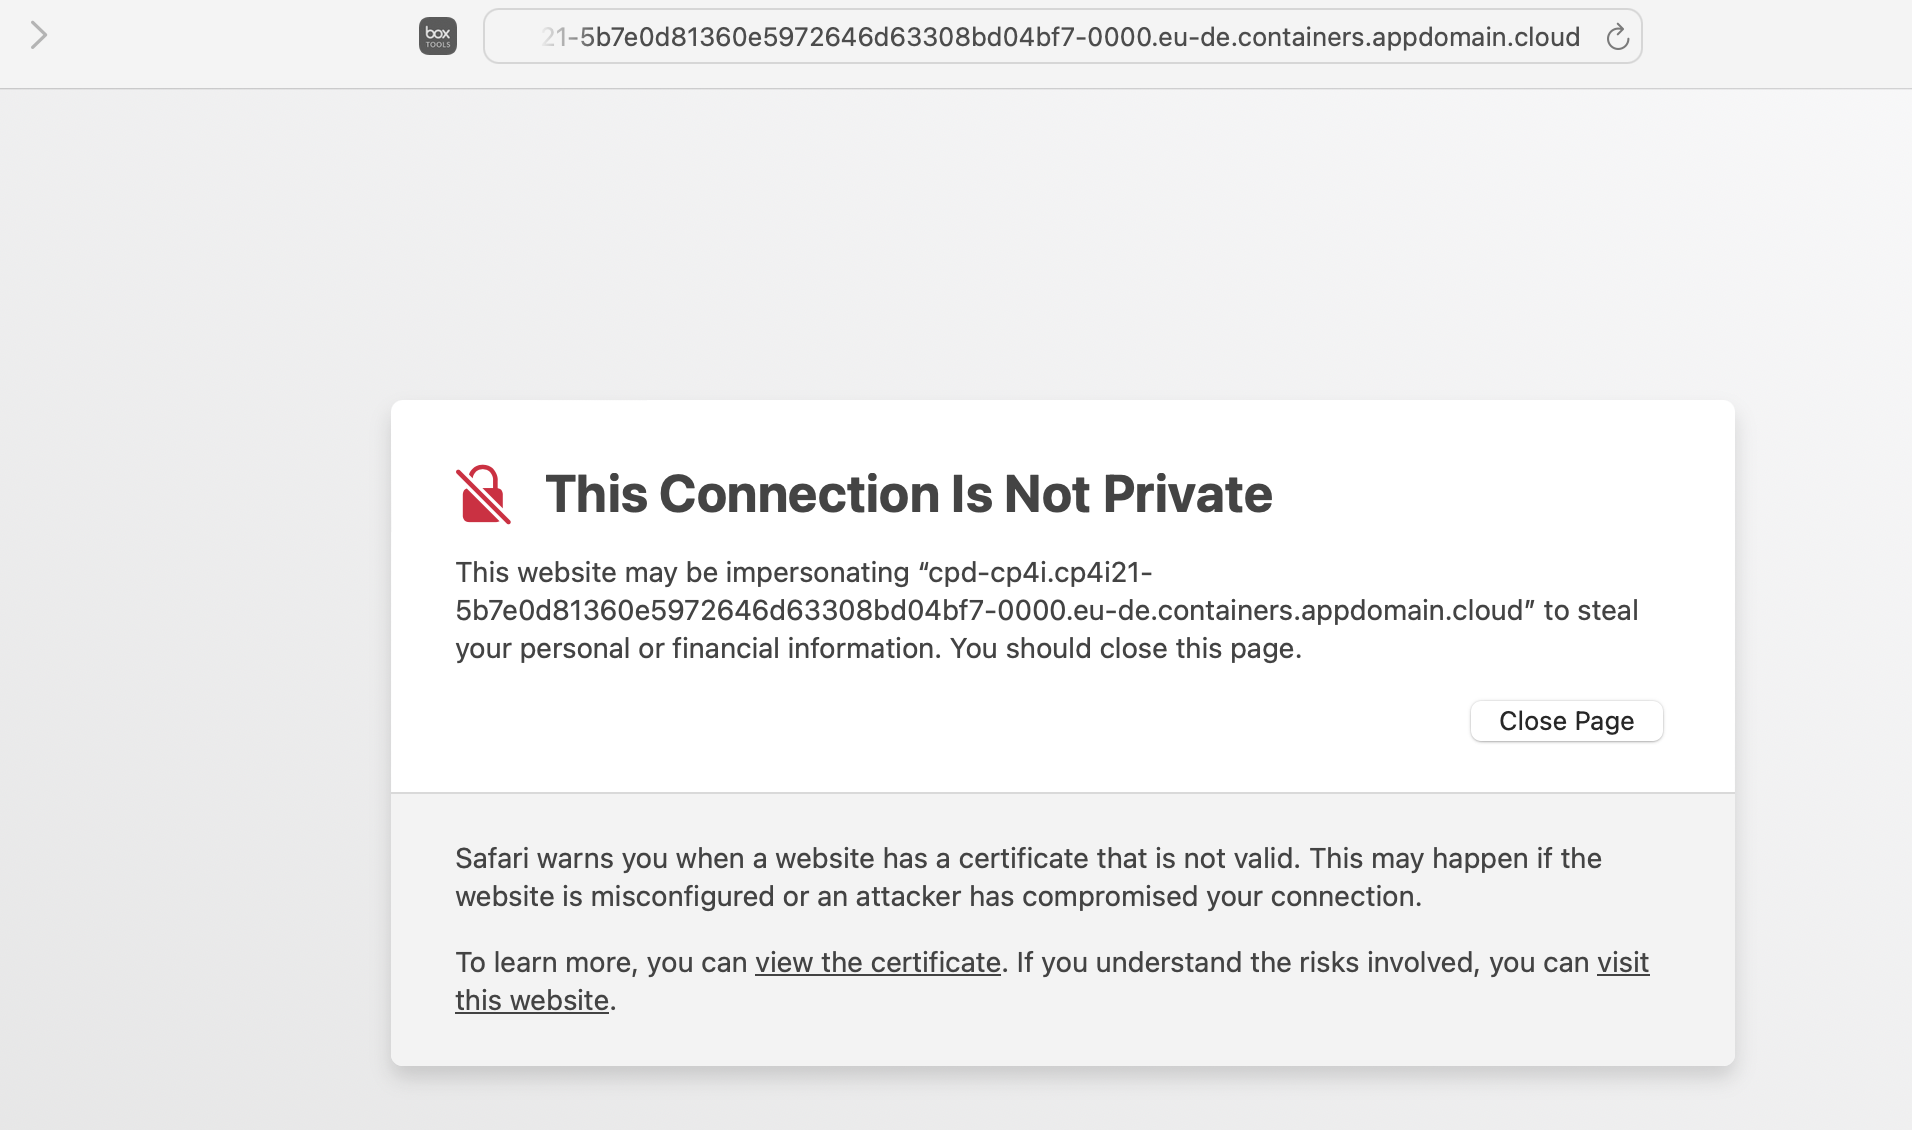 box
TOOLS
21-5b7e0d81360e5972646d63308bd04bf7-0000.eu-de.containers.appdomain.cloud
This Connection Is Not Private
This website may be impersonating “cpd-cp4i.cp4i21-
5b7e0d81360e5972646d63308bd04bf7-0000.eu-de.containers.appdomain.cloud” to steal
your personal or financial information. You should close this page.
Close Page
Safari warns you when a website has a certificate that is not valid. This may happen if the
website is misconfigured or an attacker has compromised your connection.
To learn more, you can view the certificate. If you understand the risks involved, you can visit
this website.